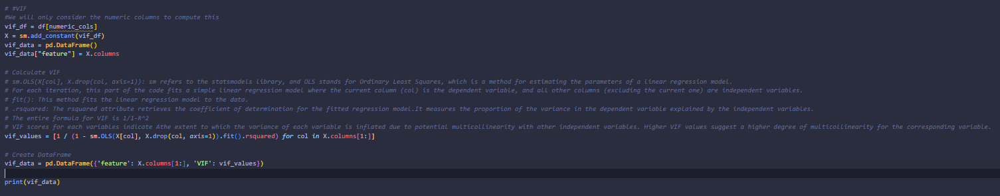 # #VIF
#We will only consider the numeric columns to compute this
vif_df = df[numeric_cols]
X = sm.add_constant(vif_df)
vif_data = pd.DataFrame()
vif_data["feature"] = X.columns
# Calculate VIF
# sm.OLS(X[col], X.drop(col, axis=1)): sm refers to the statsmodels library, and OLS stands for Ordinary Least Squares, which is a method for estimating the parameters of a linear regression model.
# For each iteration, this part of the code fits a simple linear regression model where the current column (col) is the dependent variable, and all other columns (excluding the current one) are independent variables.
# fit(): This method fits the linear regression model to the data.
# .rsquared: The rsquared attribute retrieves the coefficient of determination for the fitted regression model.It measures the proportion of the variance in the dependent variable explained by the independent variables.
# The entire formula for VIF is 1/1-R^2
# VIF scores for each variables indicate Athe extent to which the variance of each variable is inflated due to potential multicollinearity with other independent variables. Higher VIF values suggest a higher degree of multicollinearity for the corresponding variable.
vif_values = [1 / (1 - sm.OLS(X[col], X.drop(col, axis=1)).fit().rsquared) for col in X.columns[1:]]
# Create DataFrame
vif_data = pd.DataFrame({'feature': X.columns[1:], 'VIF': vif_values})
print(vif_data)